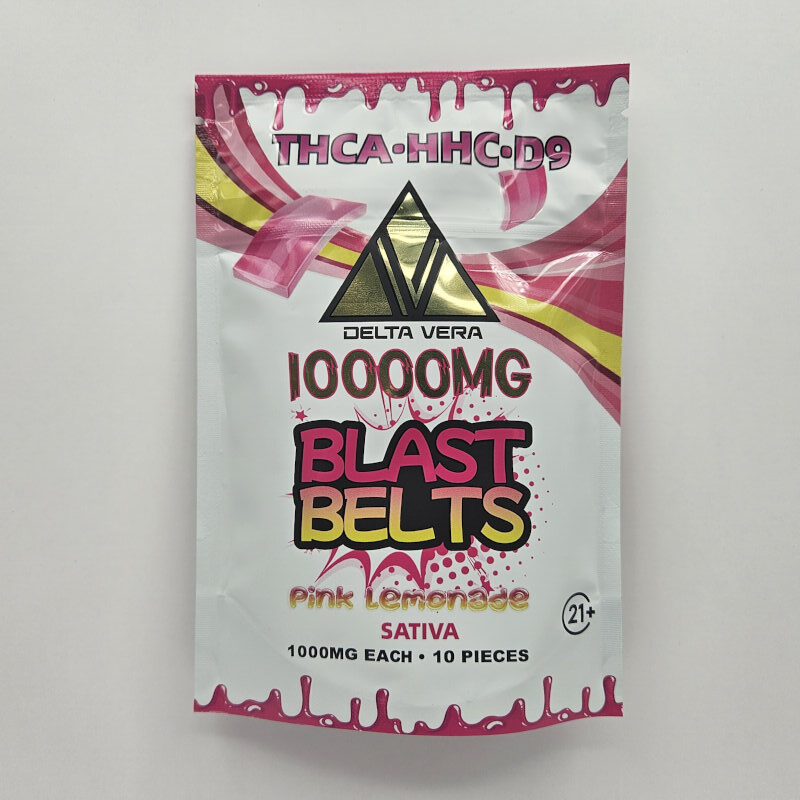 THCA•HHC•D9
DELTA VERA
10000MG
BLAST
BELTS
Pink Lemonade
SATIVA
21+
1000MG EACH • 10 PIECES